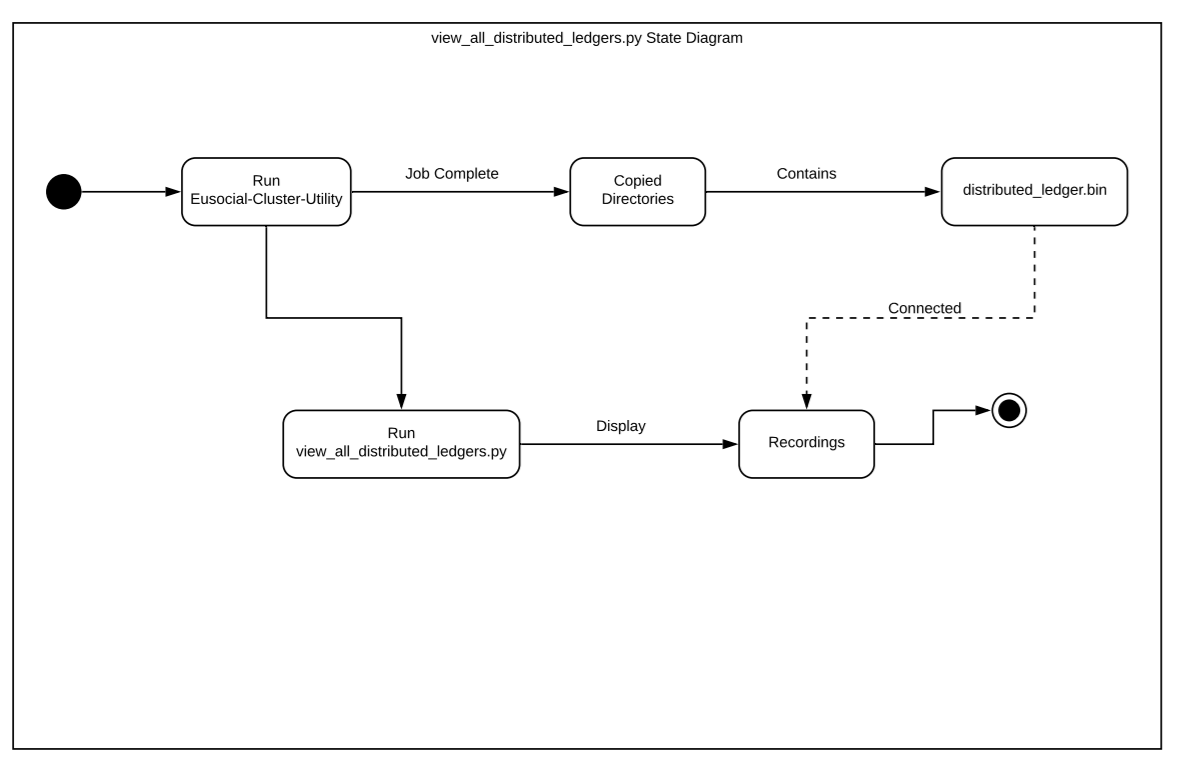 view_all_distributed_ledgers.py State Diagram
Run
Eusocial-Cluster-Utility
Job Complete
Copied
Directories
Contains
distributed_ledger.bin
Connected
Run
view_all_distributed_ledgers.py
Display
Recordings